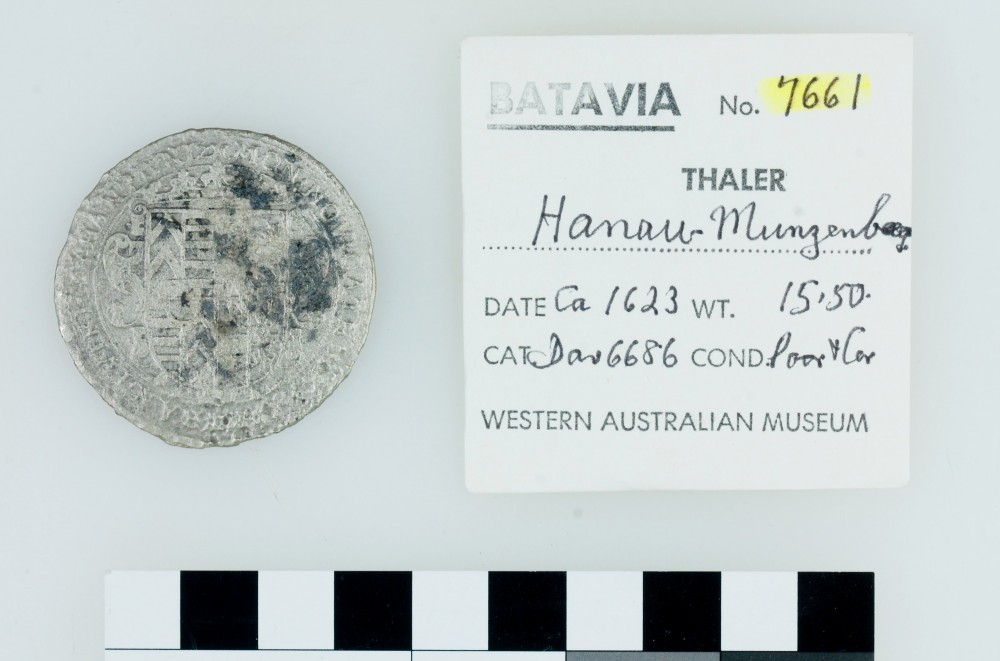 BATAVIA No. 7661
THALER
Hanau-Munzenberg
DATE Ca 1623 WT. 15.50.
CAT. Dav 6686 COND. Poor & Cor
WESTERN AUSTRALIAN MUSEUM